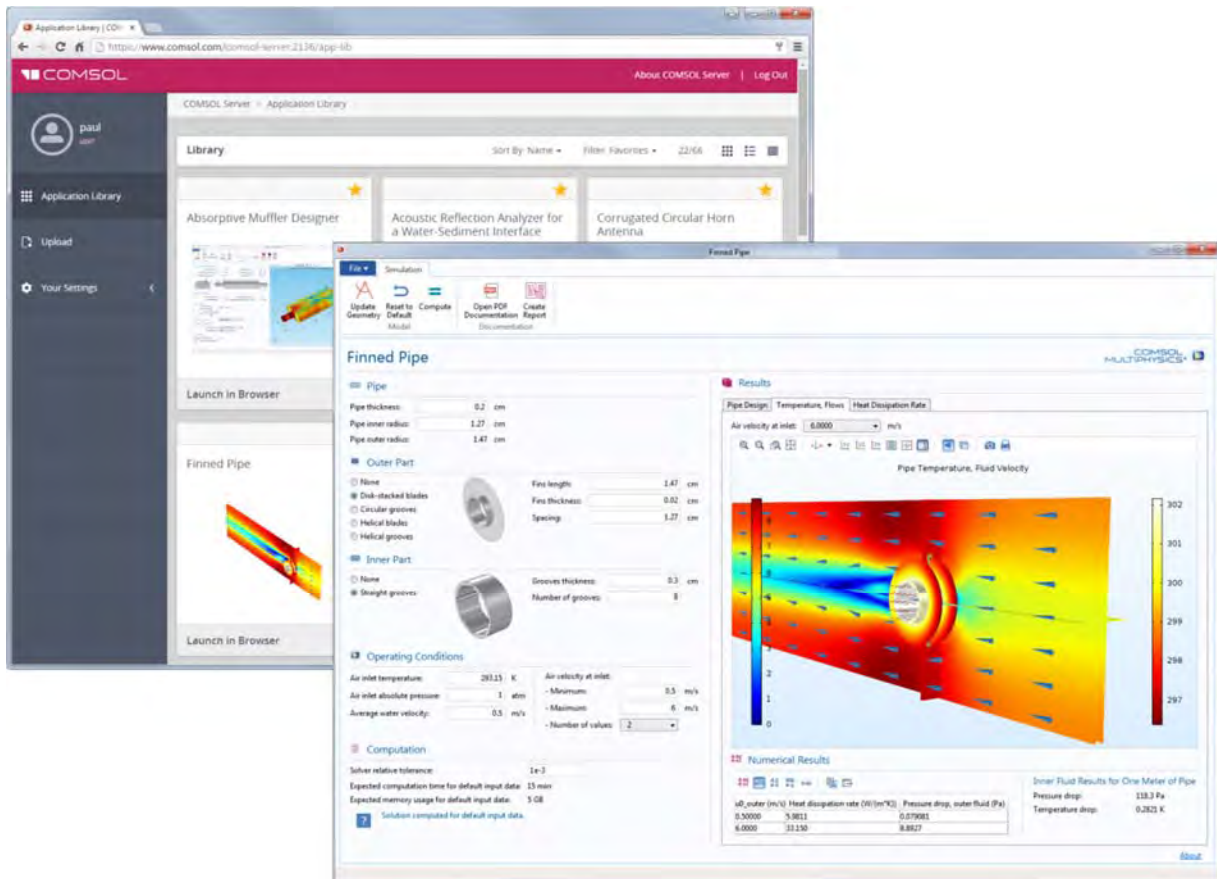 Application Library | CO
https://www.comsol.com/comsol-server:2136/app-lib
COMSOL
About COMSOL Server | Log Out
paul
user
COMSOL Server > Application Library
Library
Sort By: Name
Filter: Favorites
22/66
Application Library
Upload
Your Settings
Absorptive Muffler Designer
Acoustic Reflection Analyzer for a Water-Sediment Interface
Corrugated Circular Horn Antenna
Launch in Browser
Finned Pipe
Launch in Browser
Finned Pipe
File
Simulation
Update Geometry
Reset to Default
Compute
Open PDF Documentation
Create Report
Model
Documentation
Finned Pipe
COMSOL MULTIPHYSICS®
Pipe
Pipe thickness: 0.2 cm
Pipe inner radius: 1.27 cm
Pipe outer radius: 1.47 cm
Outer Part
None
Disk-stacked blades
Circular grooves
Helical blades
Helical grooves
Fins length: 1.47 cm
Fins thickness: 0.02 cm
Spacing: 1.27 cm
Inner Part
None
Straight grooves
Grooves thickness: 0.3 cm
Number of grooves: 8
Operating Conditions
Air inlet temperature: 293.15 K
Air inlet absolute pressure: 1 atm
Average water velocity: 0.5 m/s
Air velocity at inlet:
- Minimum: 0.5 m/s
- Maximum: 6 m/s
- Number of values: 2
Computation
Solver relative tolerance: 1e-3
Expected computation time for default input data: 15 min
Expected memory usage for default input data: 5 GB
Solution computed for default input data.
Results
Pipe Design
Temperature, Flows
Heat Dissipation Rate
Air velocity at inlet: 6.0000 m/s
Pipe Temperature, Fluid Velocity
2
1
0
302
301
300
299
298
297
Numerical Results
u0_outer (m/s) Heat dissipation rate (W/(m*K)) Pressure drop, outer fluid (Pa)
0.50000 5.9811 0.079081
6.0000 33.150 8.8927
Inner Fluid Results for One Meter of Pipe
Pressure drop: 118.3 Pa
Temperature drop: 0.2821 K
About